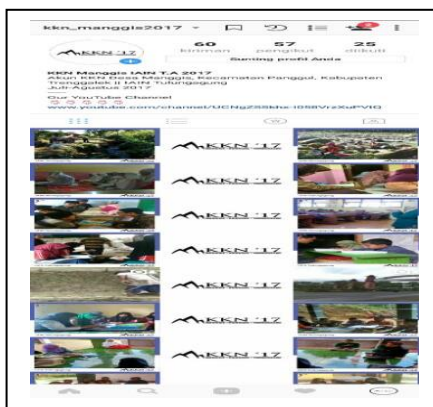 kkn_manggis2017
KKN '17
60 57 25
kiriman pengikut diikuti
Sunting profil Anda
KKN Manggis IAIN T.A 2017
Akun KKN Desa Manggis, Kecamatan Panggul, Kabupaten
Trenggalek || IAIN Tulungagung
Juli-Agustus 2017
Our YouTube Channel
KKN '17
KKN '17
KKN '17
KKN '17
KKN '17
KKN '17
KKN '17